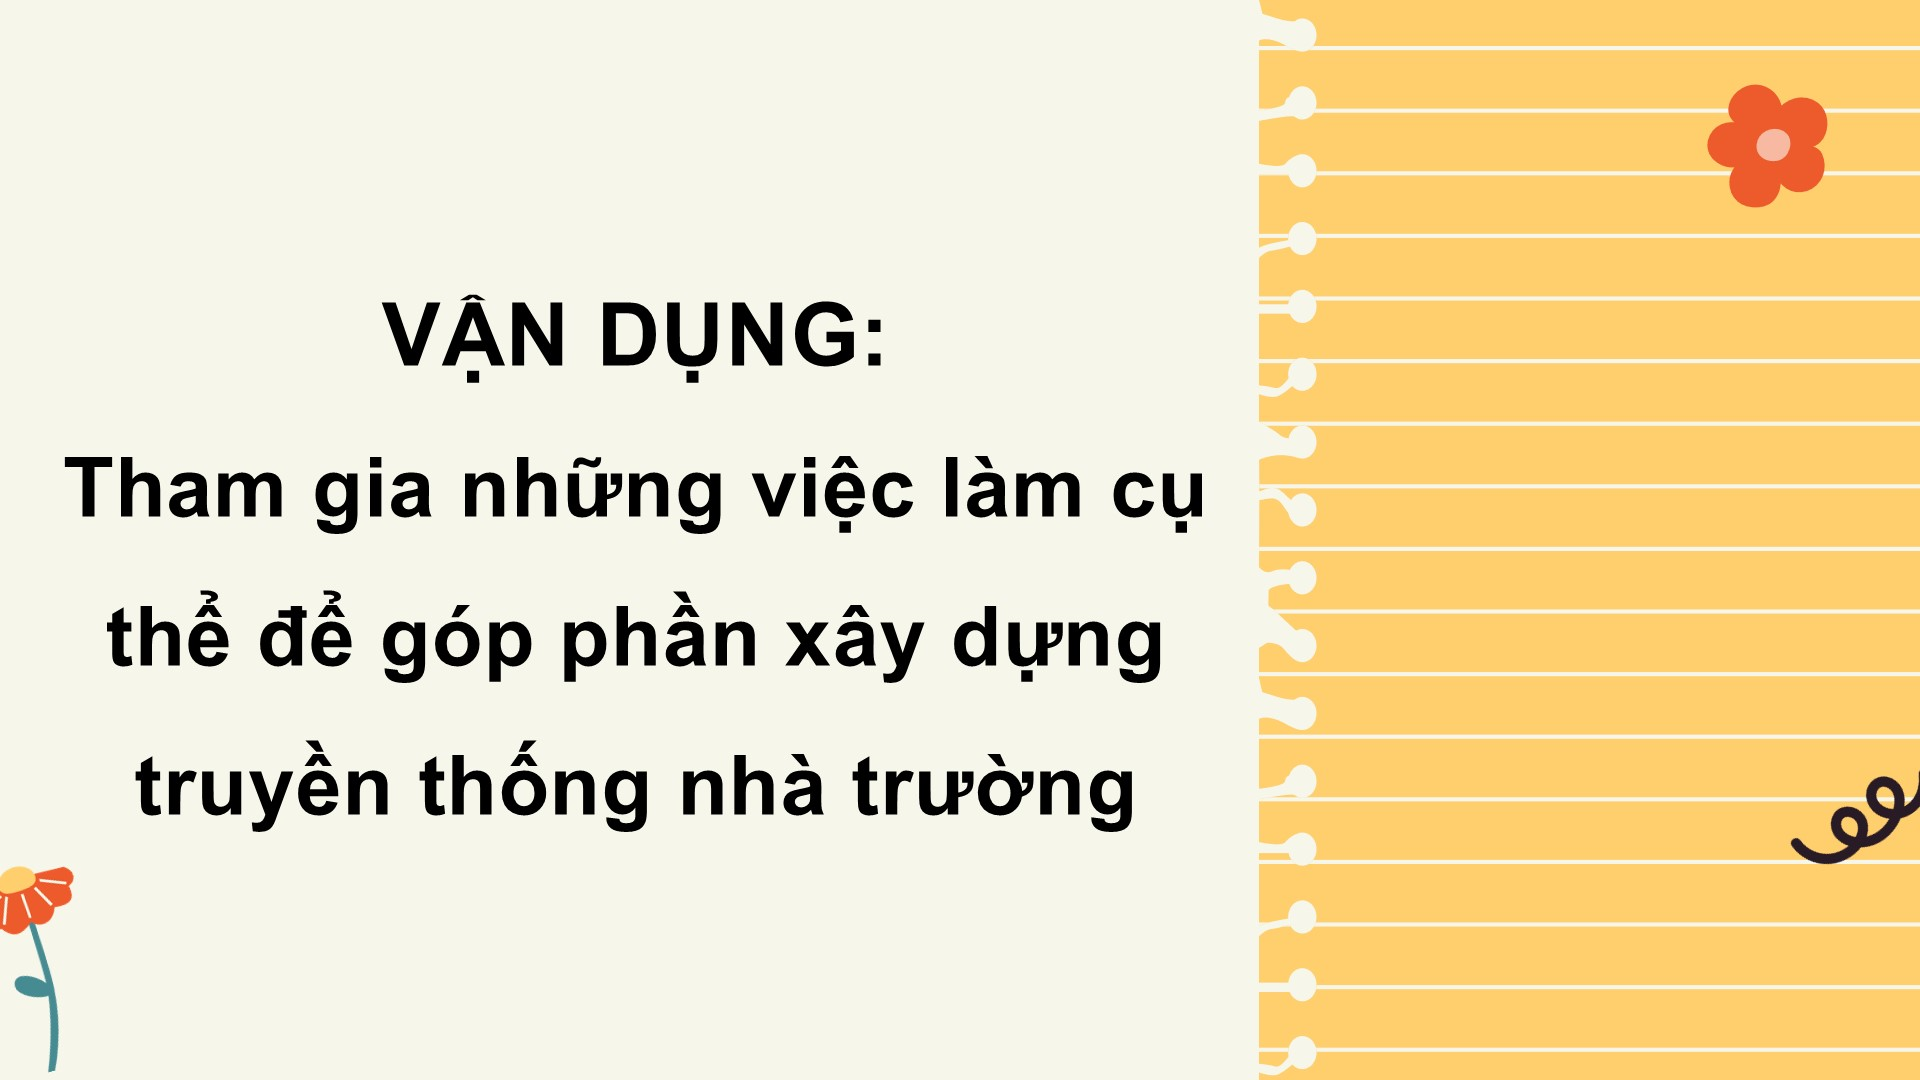 VẬN DỤNG:
Tham gia những việc làm cụ
thể để góp phần xây dựng
truyền thống nhà trường